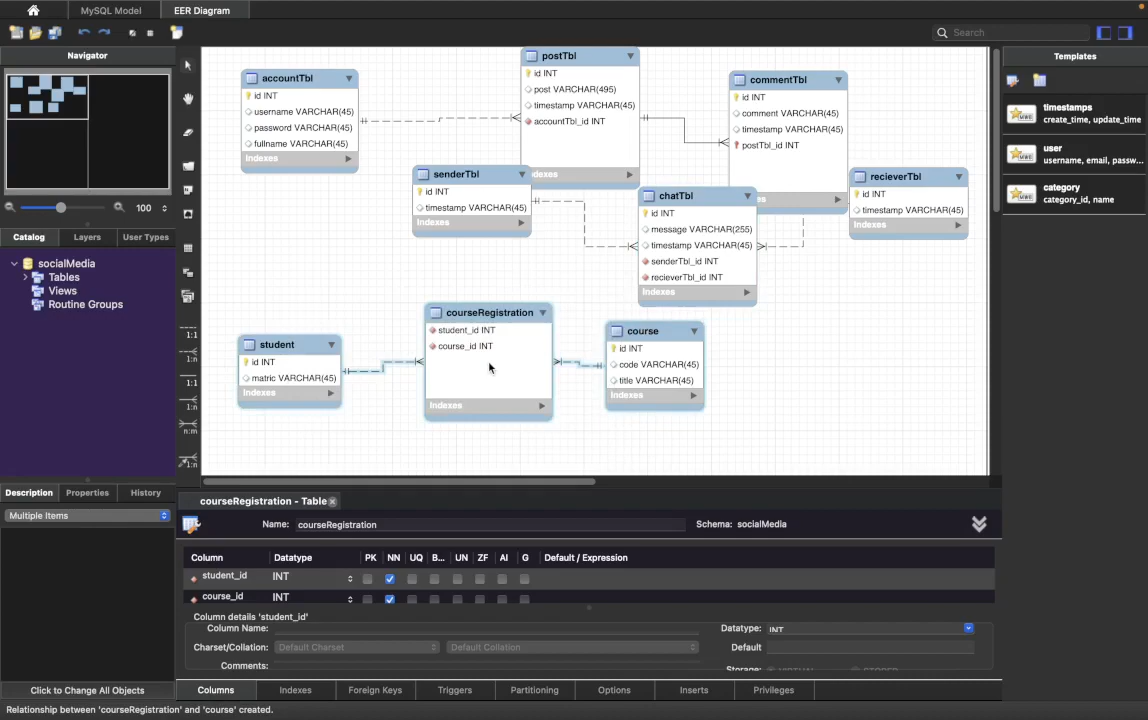 MySQL Model
EER Diagram
Search
Navigator
100
Catalog
Layers
User Types
socialMedia
Tables
Views
Routine Groups
Description
Properties
History
Multiple Items
Click to Change All Objects
1:1
1:n
1:1
1:n
n:m
1:n
accountTbl
id INT
username VARCHAR(45)
password VARCHAR(45)
fullname VARCHAR(45)
Indexes
postTbl
id INT
post VARCHAR(495)
timestamp VARCHAR(45)
accountTbl_id INT
ndexes
commentTbl
id INT
comment VARCHAR(45)
timestamp VARCHAR(45)
postTbl_id INT
es
senderTbl
id INT
timestamp VARCHAR(45)
Indexes
chatTbl
id INT
message VARCHAR(255)
timestamp VARCHAR(45)
senderTbl_id INT
recieverTbl_id INT
Indexes
recieverTbl
id INT
timestamp VARCHAR(45)
Indexes
student
id INT
matric VARCHAR(45)
Indexes
courseRegistration
student_id INT
course_id INT
Indexes
course
id INT
code VARCHAR(45)
title VARCHAR(45)
Indexes
Templates
timestamps
create_time, update_time
user
username, email, passw...
category
category_id, name
courseRegistration - Table
Name: courseRegistration Schema: socialMedia
Column Datatype PK NN UQ B... UN ZF AI G Default / Expression
student_id INT
course_id INT
Column details 'student_id'
Column Name: Datatype: INT
Charset/Collation: Default Charset Default Collation Default
Comments: Storage: VIRTUAL STORED
Columns Indexes Foreign Keys Triggers Partitioning Options Inserts Privileges
Relationship between 'courseRegistration' and 'course' created.